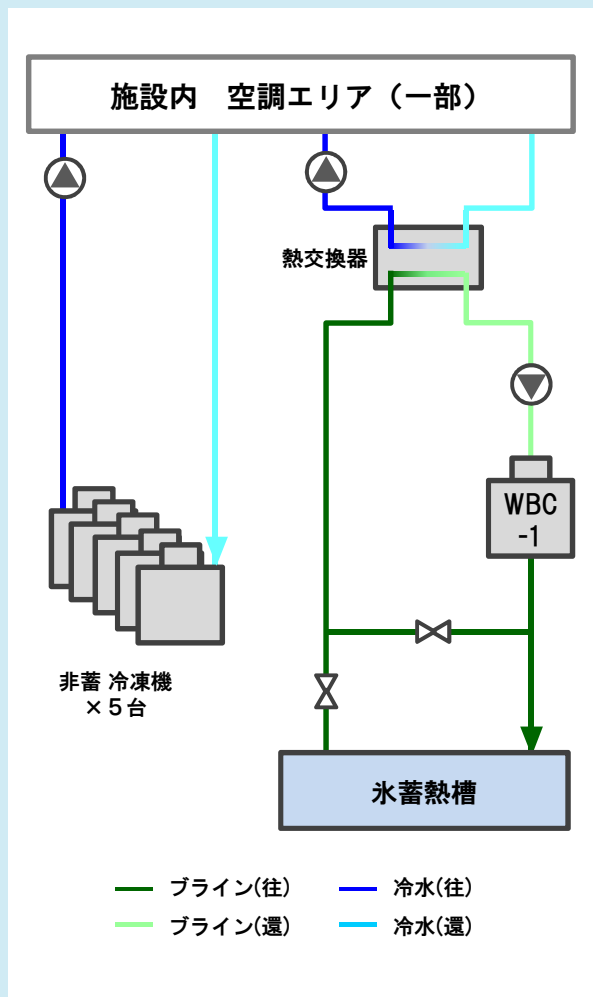 施設内　空調エリア（一部）
熱交換器
WBC
-1
非蓄 冷凍機
×５台
氷蓄熱槽
ブライン(往)
冷水(往)
ブライン(還)
冷水(還)